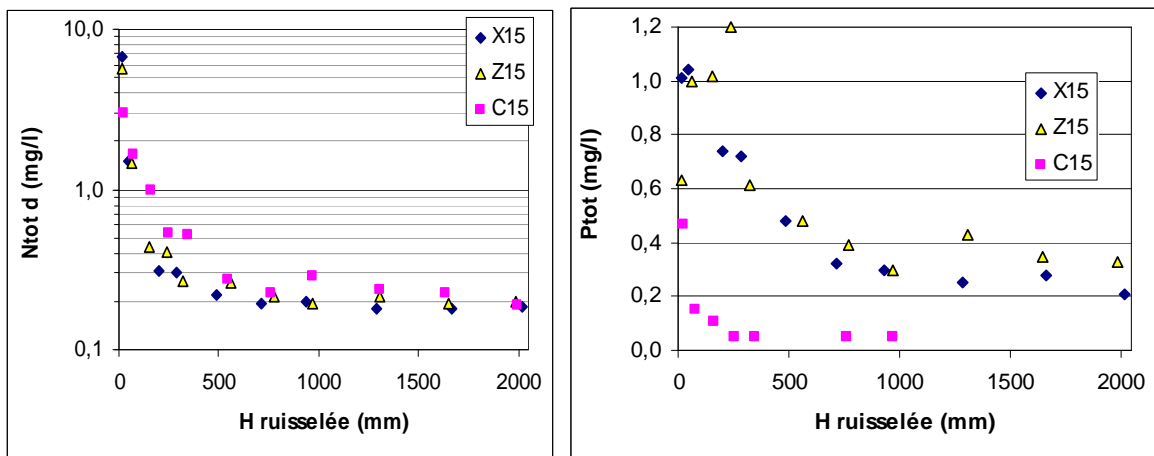 10,0
1,0
0,1
Ntot d (mg/l)
X15
Z15
C15
0 500 1000 1500 2000
H ruisselée (mm)
1,2
1,0
0,8
0,6
0,4
0,2
0,0
Ptot (mg/l)
X15
Z15
C15
0 500 1000 1500 2000
H ruisselée (mm)